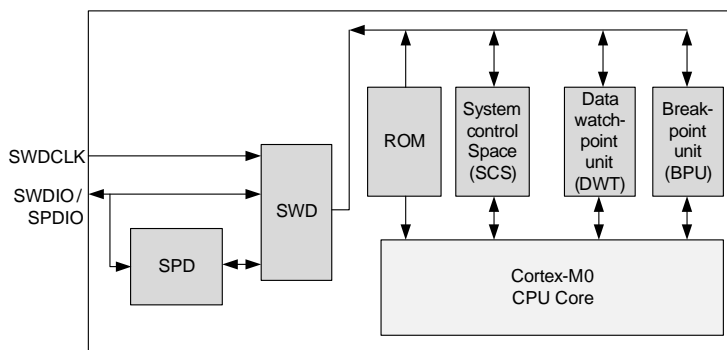 SWDCLK
SWDIO/
SPDIO
SPD
SWD
ROM
System
control
Space
(SCS)
Data
watch-
point
unit
(DWT)
Break-
point
unit
(BPU)
Cortex-M0
CPU Core